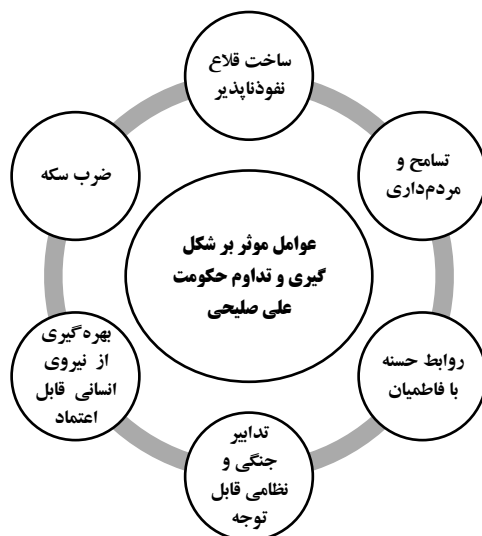 ساخت قلاع
نفوذناپذیر
تسامح و
مردم‌داری
روابط حسنه
با فاطمیان
تدابیر
جنگی و
نظامی قابل
توجه
بهره‌گیری
از نیروی
انسانی قابل
اعتماد
ضرب سکه
عوامل موثر بر شکل
گیری و تداوم حکومت
علی صلیحی